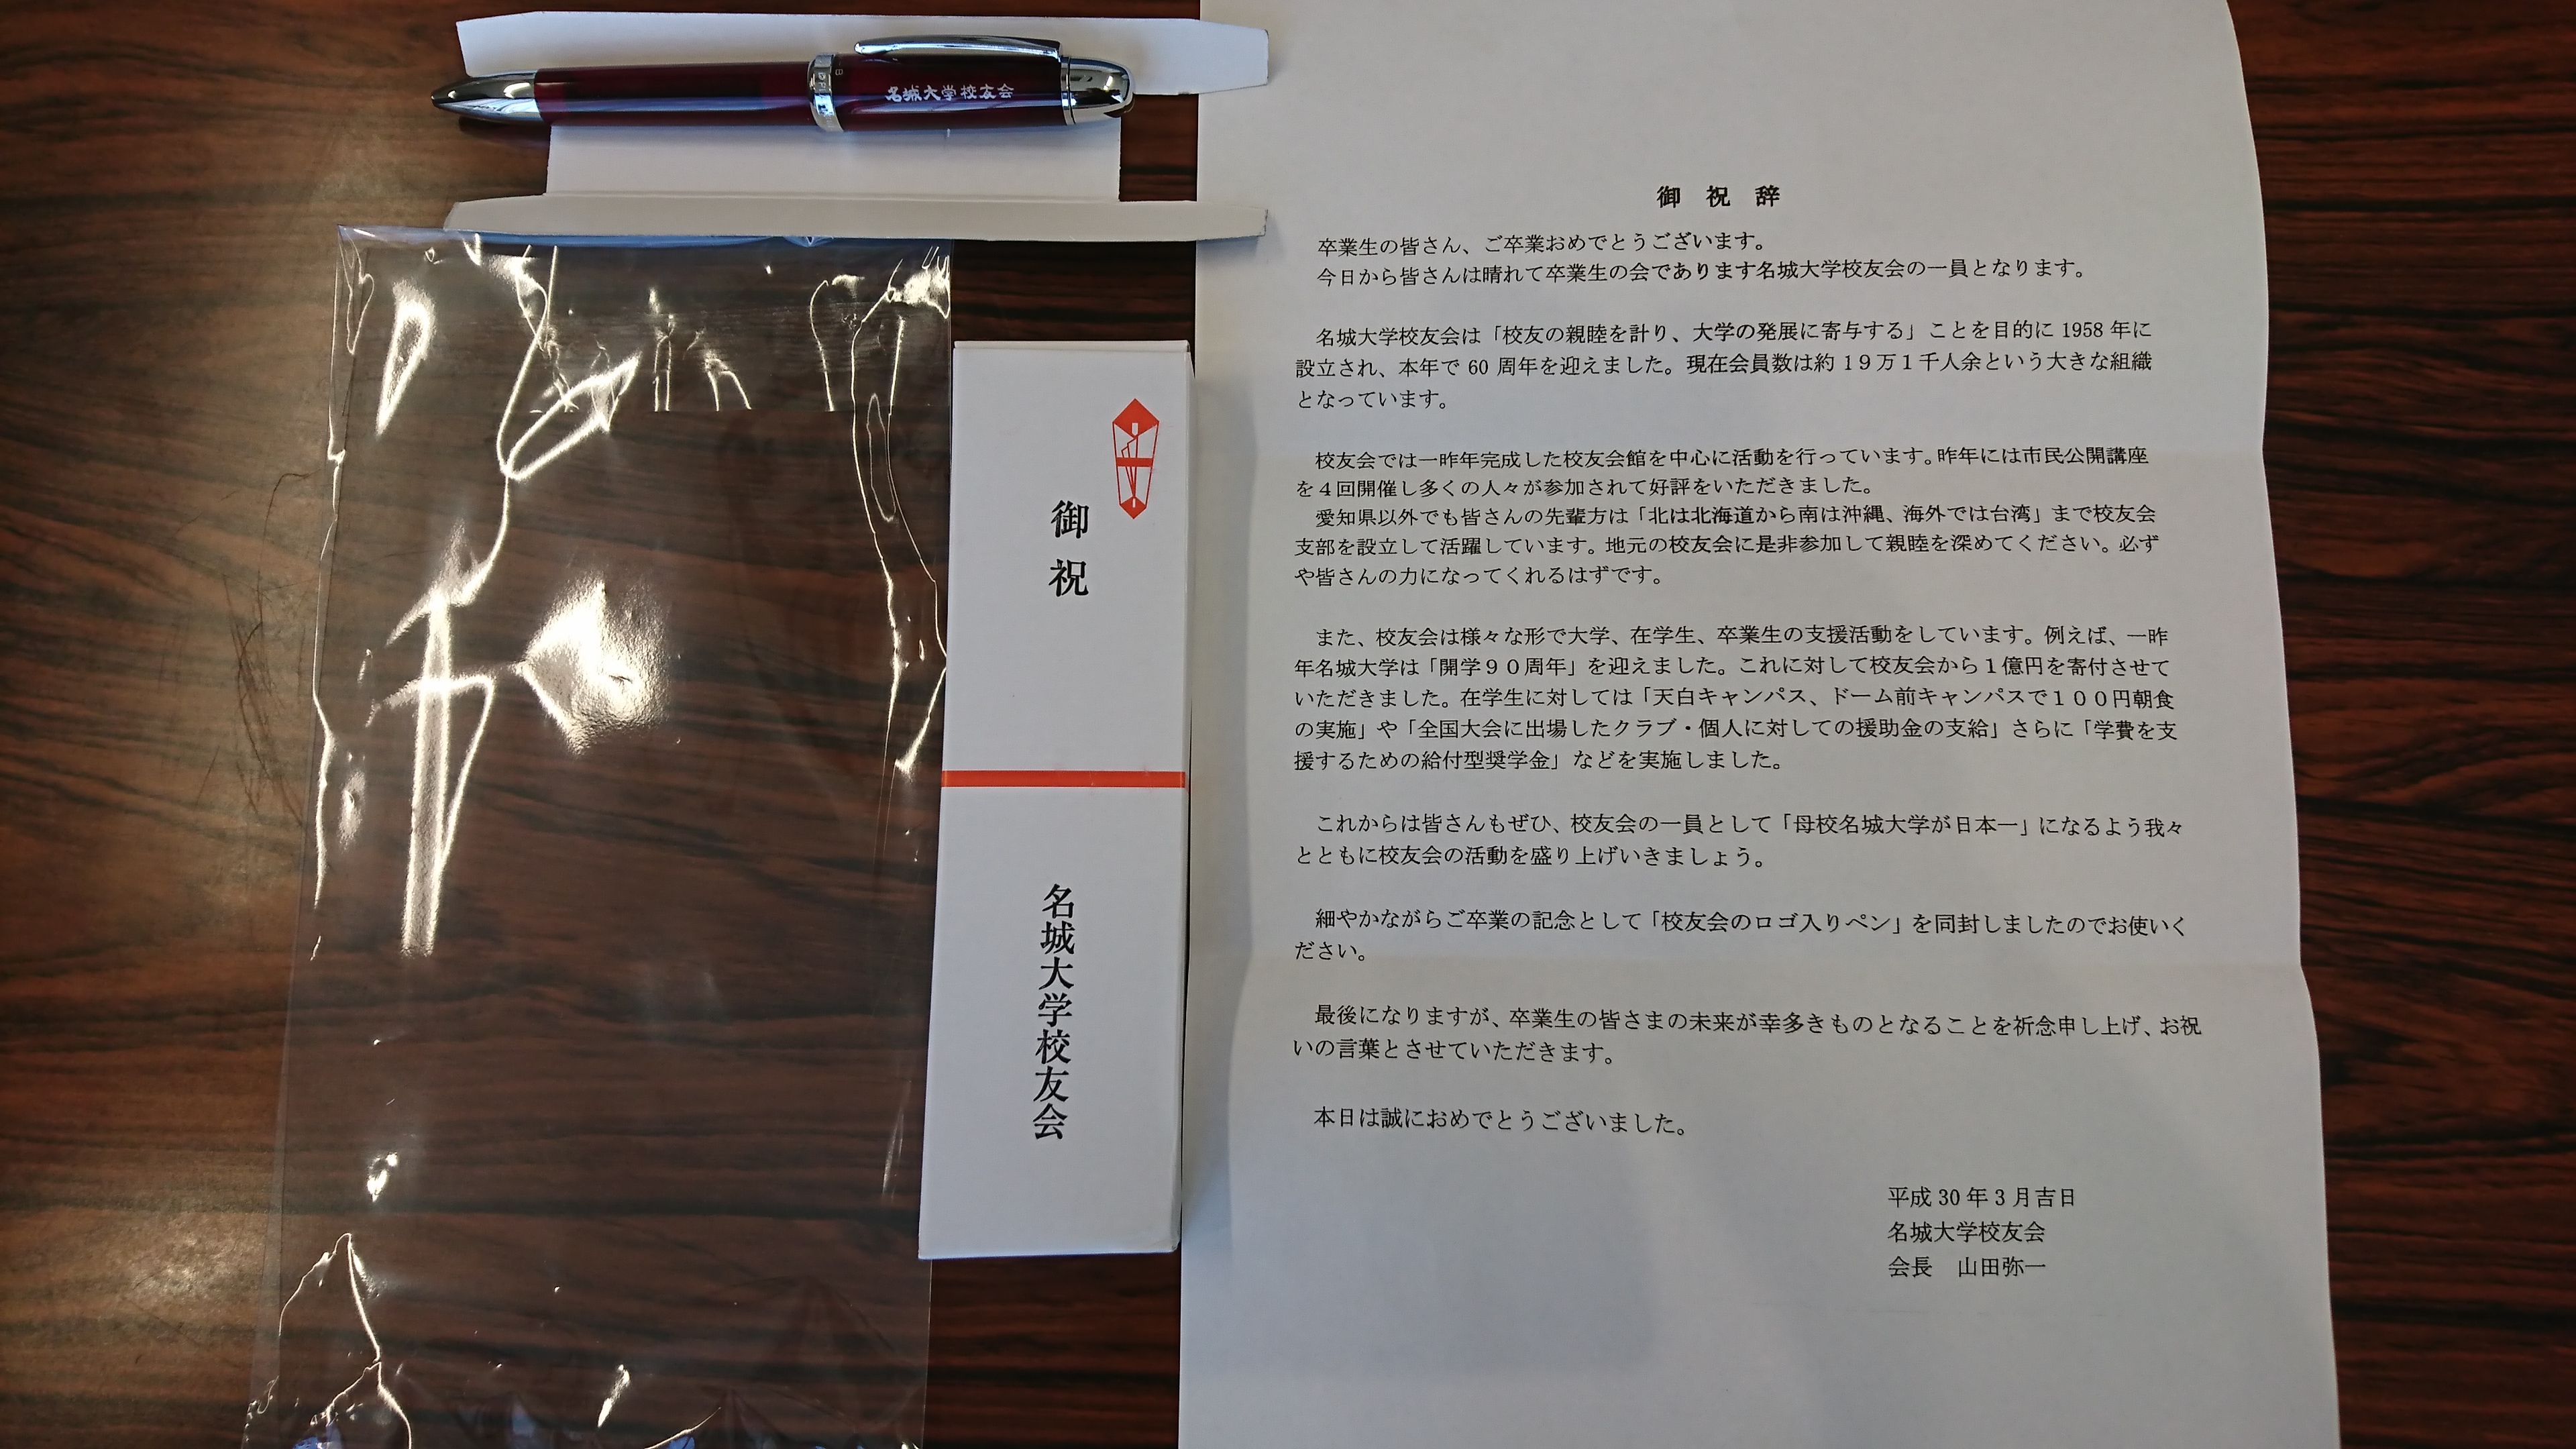 名城大学校友会
御祝
名城大学校友会
御 祝 辞
卒業生の皆さん、ご卒業おめでとうございます。
今日から皆さんは晴れて卒業生の会であります名城大学校友会の一員となります。
名城大学校友会は「校友の親睦を計り、大学の発展に寄与する」ことを目的に 1958 年に
設立され、本年で 60 周年を迎えました。現在会員数は約19万1千人余という大きな組織
となっています。
校友会では一昨年完成した校友会館を中心に活動を行っています。昨年には市民公開講座
を4回開催し多くの人々が参加されて好評をいただきました。
愛知県以外でも皆さんの先輩方は「北は北海道から南は沖縄、海外では台湾」まで校友会
支部を設立して活躍しています。地元の校友会に是非参加して親睦を深めてください。必ず
や皆さんの力になってくれるはずです。
また、校友会は様々な形で大学、在学生、卒業生の支援活動をしています。例えば、一昨
年名城大学は「開学90周年」を迎えました。これに対して校友会から1億円を寄付させて
いただきました。在学生に対しては「天白キャンパス、ドーム前キャンパスで100円朝食
の実施」や「全国大会に出場したクラブ・個人に対しての援助金の支給」さらに「学費を支
援するための給付型奨学金」などを実施しました。
これからは皆さんもぜひ、校友会の一員として「母校名城大学が日本一」になるよう我々
とともに校友会の活動を盛り上げいきましょう。
細やかながらご卒業の記念として「校友会のロゴ入りペン」を同封しましたのでお使いく
ださい。
最後になりますが、卒業生の皆さまの未来が幸多きものとなることを祈念申し上げ、お祝
いの言葉とさせていただきます。
本日は誠におめでとうございました。
平成 30 年 3 月吉日
名城大学校友会
会長 山田弥一